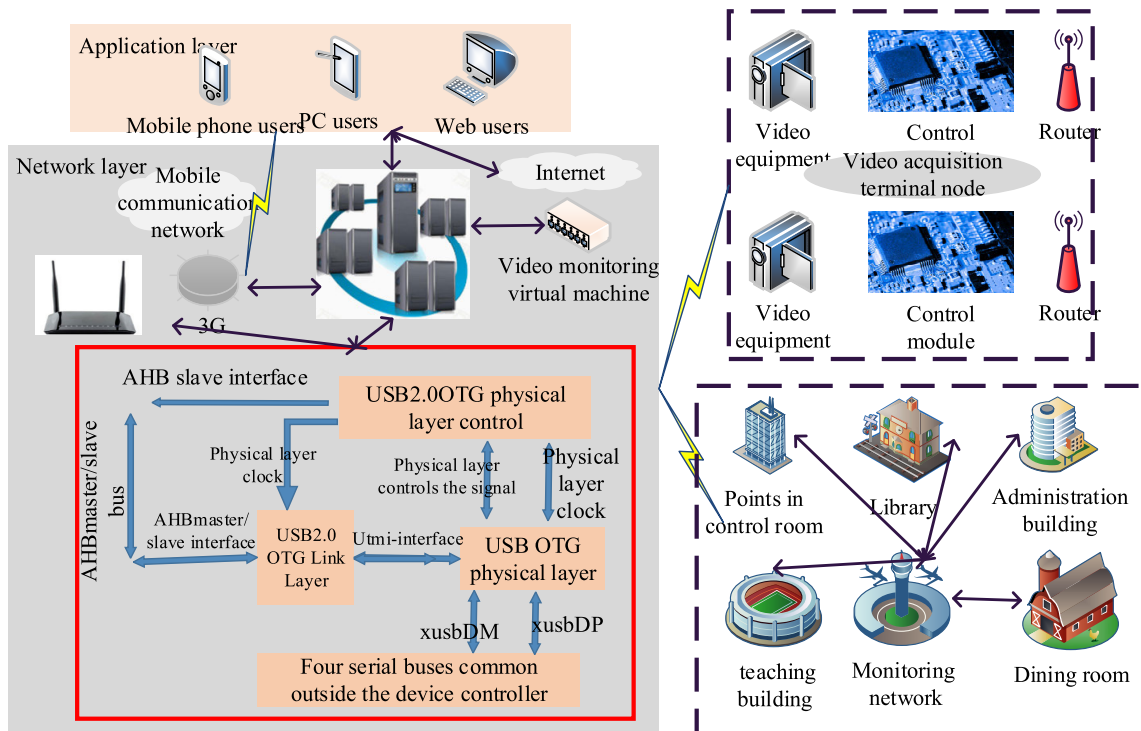 Application layer
Mobile phone users
PC users
Web users
Network layer
Mobile
communication
network
Internet
Video monitoring
virtual machine
3G
AHB slave interface
USB2.0OTG physical
layer control
AHBmaster/slave
bus
Physical layer
clock
Physical layer
controls the signal
Physical
layer
clock
AHBmaster/
slave interface
USB2.0
OTG Link
Layer
Utmi-interface
USB OTG
physical layer
xusbDM
xusbDP
Four serial buses common
outside the device controller
Video
equipment
Control
Router
Video acquisition
terminal node
Video
equipment
Control
module
Router
Points in
control room
Library
Administration
building
teaching
building
Monitoring
network
Dining room